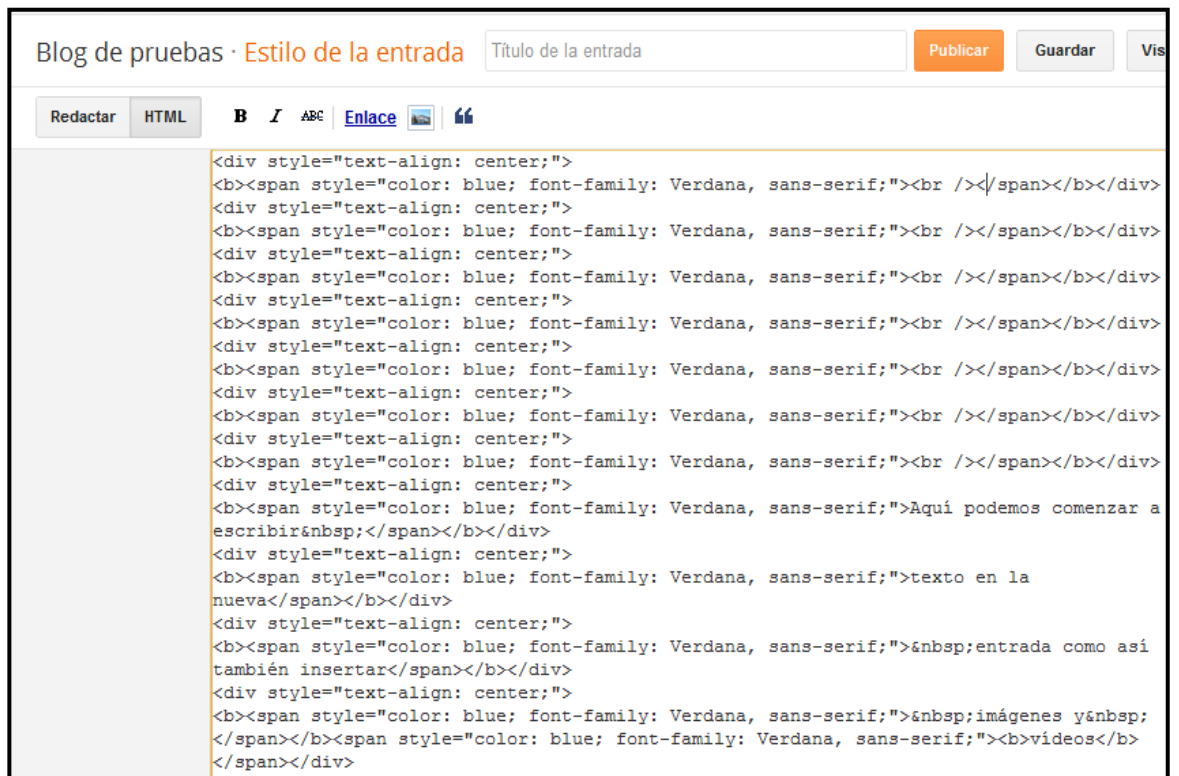 Blog de pruebas · Estilo de la entrada Título de la entrada Publicar Guardar Vis
Redactar HTML B I ABC Enlace
<div style="text-align: center;">
<b><span style="color: blue; font-family: Verdana, sans-serif;"><br /></span></b></div>
<div style="text-align: center;">
<b><span style="color: blue; font-family: Verdana, sans-serif;"><br /></span></b></div>
<div style="text-align: center;">
<b><span style="color: blue; font-family: Verdana, sans-serif;"><br /></span></b></div>
<div style="text-align: center;">
<b><span style="color: blue; font-family: Verdana, sans-serif;"><br /></span></b></div>
<div style="text-align: center;">
<b><span style="color: blue; font-family: Verdana, sans-serif;"><br /></span></b></div>
<div style="text-align: center;">
<b><span style="color: blue; font-family: Verdana, sans-serif;"><br /></span></b></div>
<div style="text-align: center;">
<b><span style="color: blue; font-family: Verdana, sans-serif;"><br /></span></b></div>
<div style="text-align: center;">
<b><span style="color: blue; font-family: Verdana, sans-serif;">Aquí podemos comenzar a
escribir&nbsp;</span></b></div>
<div style="text-align: center;">
<b><span style="color: blue; font-family: Verdana, sans-serif;">texto en la
nueva</span></b></div>
<div style="text-align: center;">
<b><span style="color: blue; font-family: Verdana, sans-serif;">&nbsp;entrada como así
también insertar</span></b></div>
<div style="text-align: center;">
<b><span style="color: blue; font-family: Verdana, sans-serif;">&nbsp;imágenes y&nbsp;
</span></b><span style="color: blue; font-family: Verdana, sans-serif;"><b>vídeos</b>
</span></div>